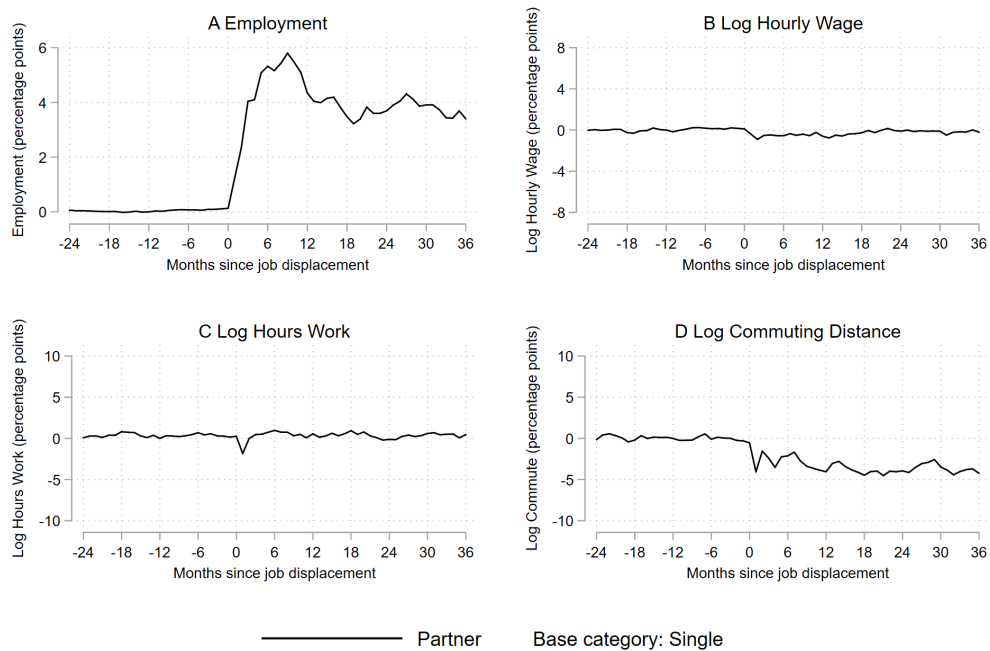 A Employment
Employment (percentage points)
6
4
2
0
-24 -18 -12 -6 0 6 12 18 24 30 36
Months since job displacement
B Log Hourly Wage
Log Hourly Wage (percentage points)
8
4
0
-4
-8
-24 -18 -12 -6 0 6 12 18 24 30 36
Months since job displacement
C Log Hours Work
Log Hours Work (percentage points)
10
5
0
-5
-10
-24 -18 -12 -6 0 6 12 18 24 30 36
Months since job displacement
D Log Commuting Distance
Log Commute (percentage points)
10
5
0
-5
-10
-24 -18 -12 -6 0 6 12 18 24 30 36
Months since job displacement
Partner Base category: Single